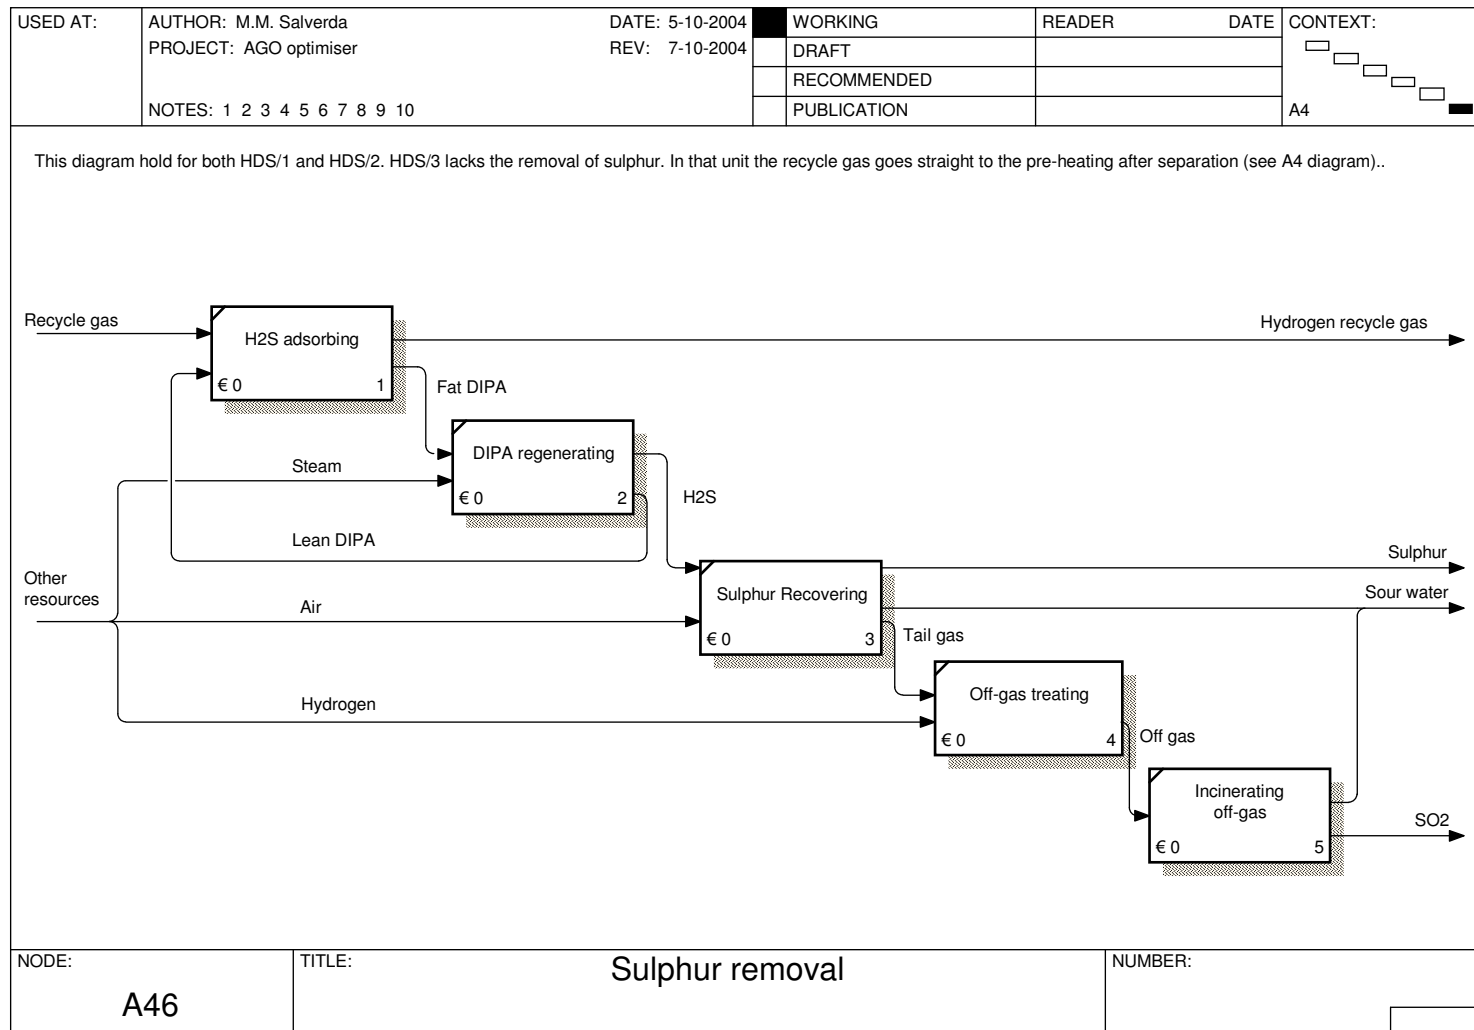 USED AT:
AUTHOR: M.M. Salverda
DATE: 5-10-2004
WORKING
READER
DATE
CONTEXT:
PROJECT: AGO optimiser
REV: 7-10-2004
DRAFT
RECOMMENDED
NOTES: 1 2 3 4 5 6 7 8 9 10
PUBLICATION
A4
This diagram hold for both HDS/1 and HDS/2. HDS/3 lacks the removal of sulphur. In that unit the recycle gas goes straight to the pre-heating after separation (see A4 diagram)..
Recycle gas
Hydrogen recycle gas
H2S adsorbing
€ 0
1
Fat DIPA
DIPA regenerating
Steam
€ 0
2
H2S
Lean DIPA
Sulphur
Other
resources
Sulphur Recovering
Sour water
Air
€ 0
3
Tail gas
Off-gas treating
Hydrogen
€ 0
4
Off gas
Incinerating
off-gas
SO2
€ 0
5
NODE:
TITLE:
Sulphur removal
NUMBER:
A46